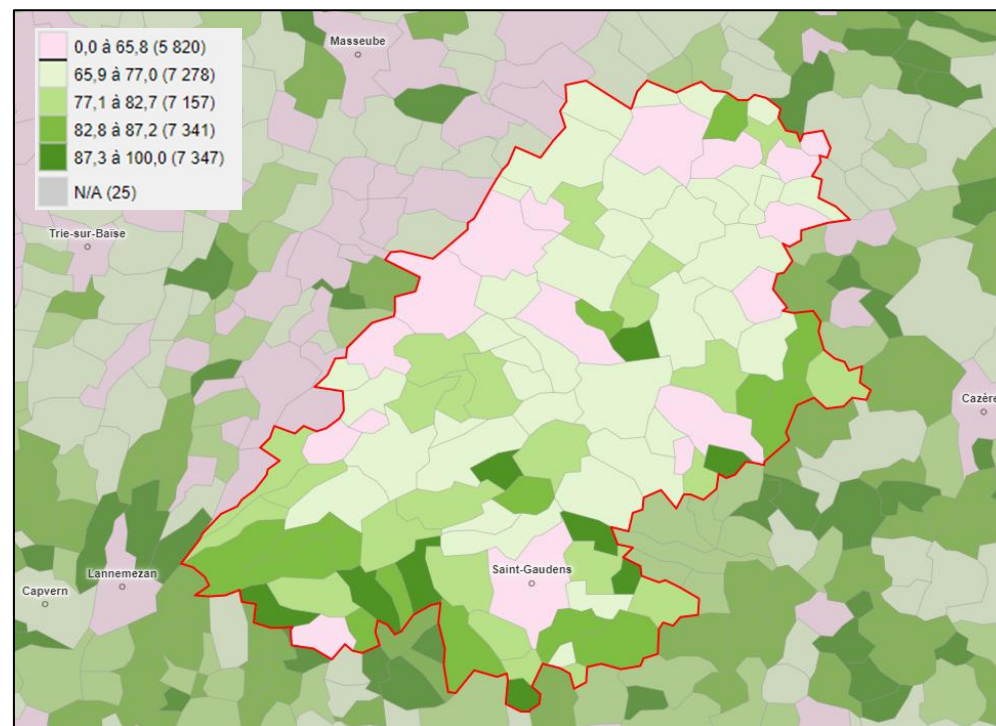 0,0 à 65,8 (5 820)
65,9 à 77,0 (7 278)
77,1 à 82,7 (7 157)
82,8 à 87,2 (7 341)
87,3 à 100,0 (7 347)
N/A (25)
Masseube
Trie-sur-Baïse
Cazère
Saint-Gaudens
Lannemezan
Capvern